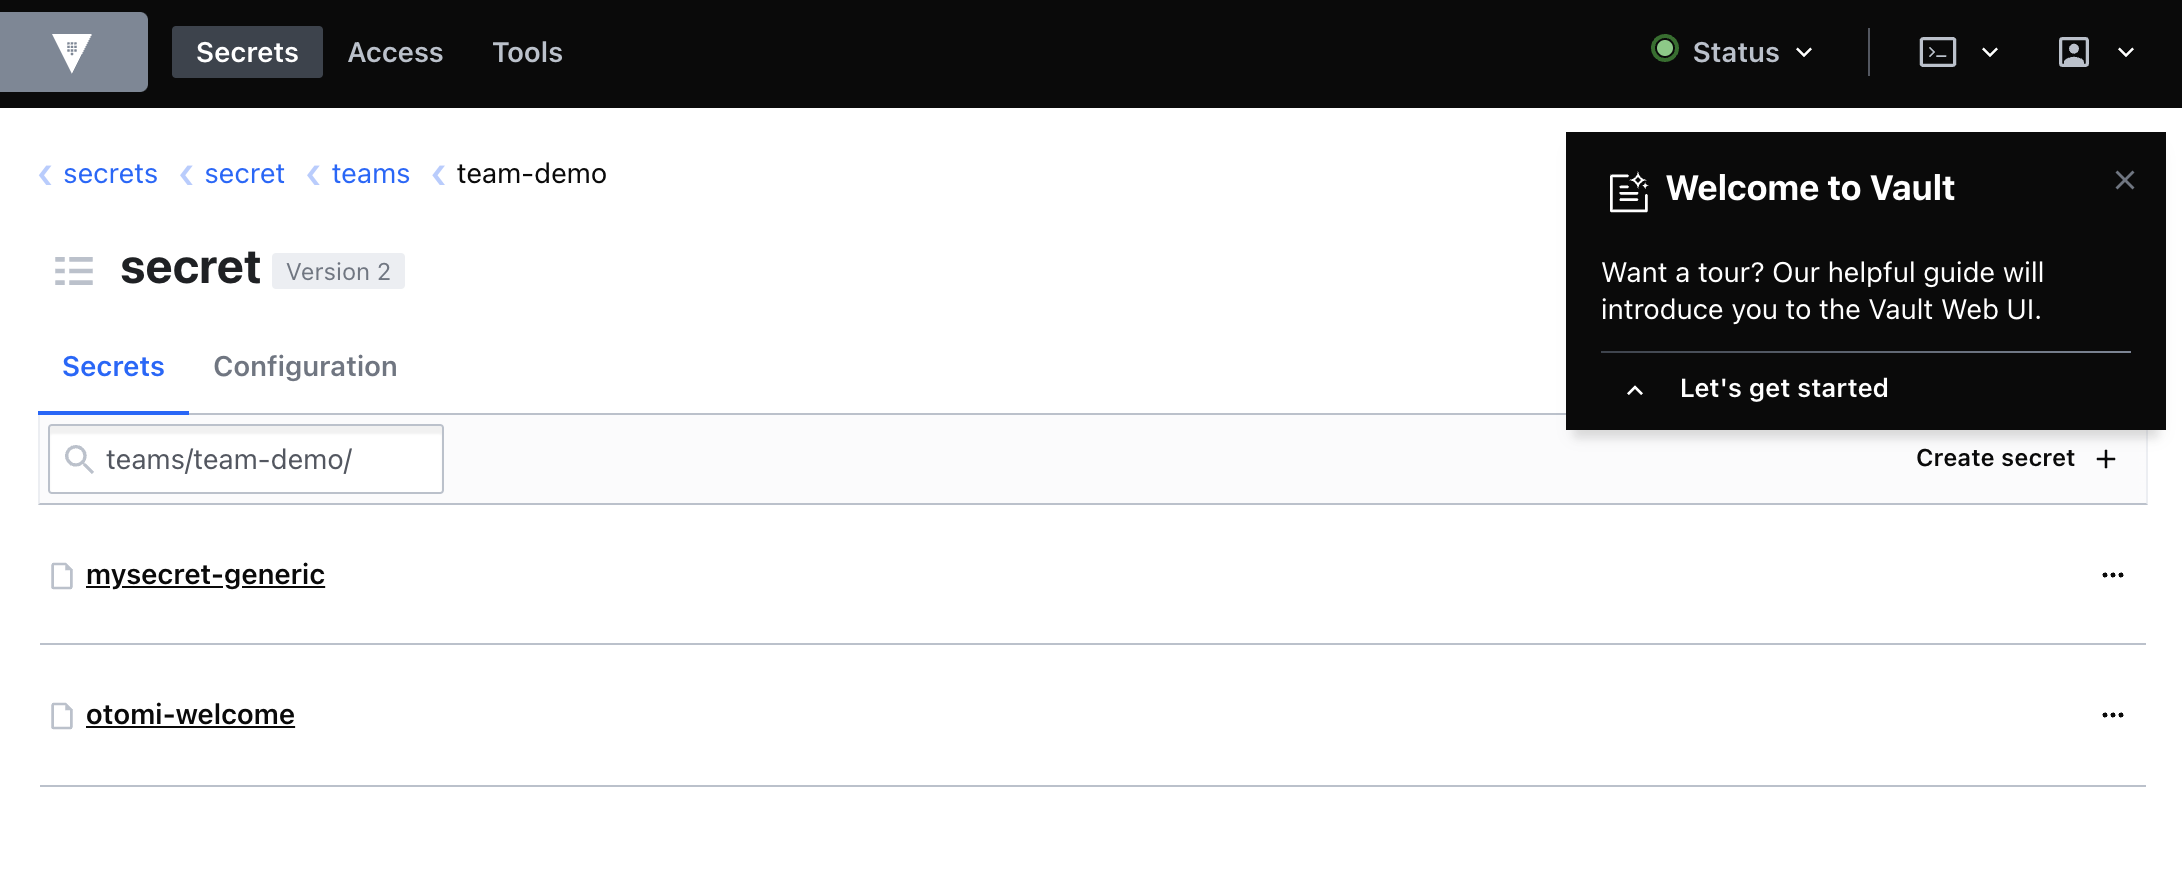 Secrets Access Tools Status
secrets secret teams team-demo
Welcome to Vault
secret Version 2
Want a tour? Our helpful guide will
introduce you to the Vault Web UI.
Secrets Configuration
Let's get started
teams/team-demo/
Create secret +
mysecret-generic
otomi-welcome